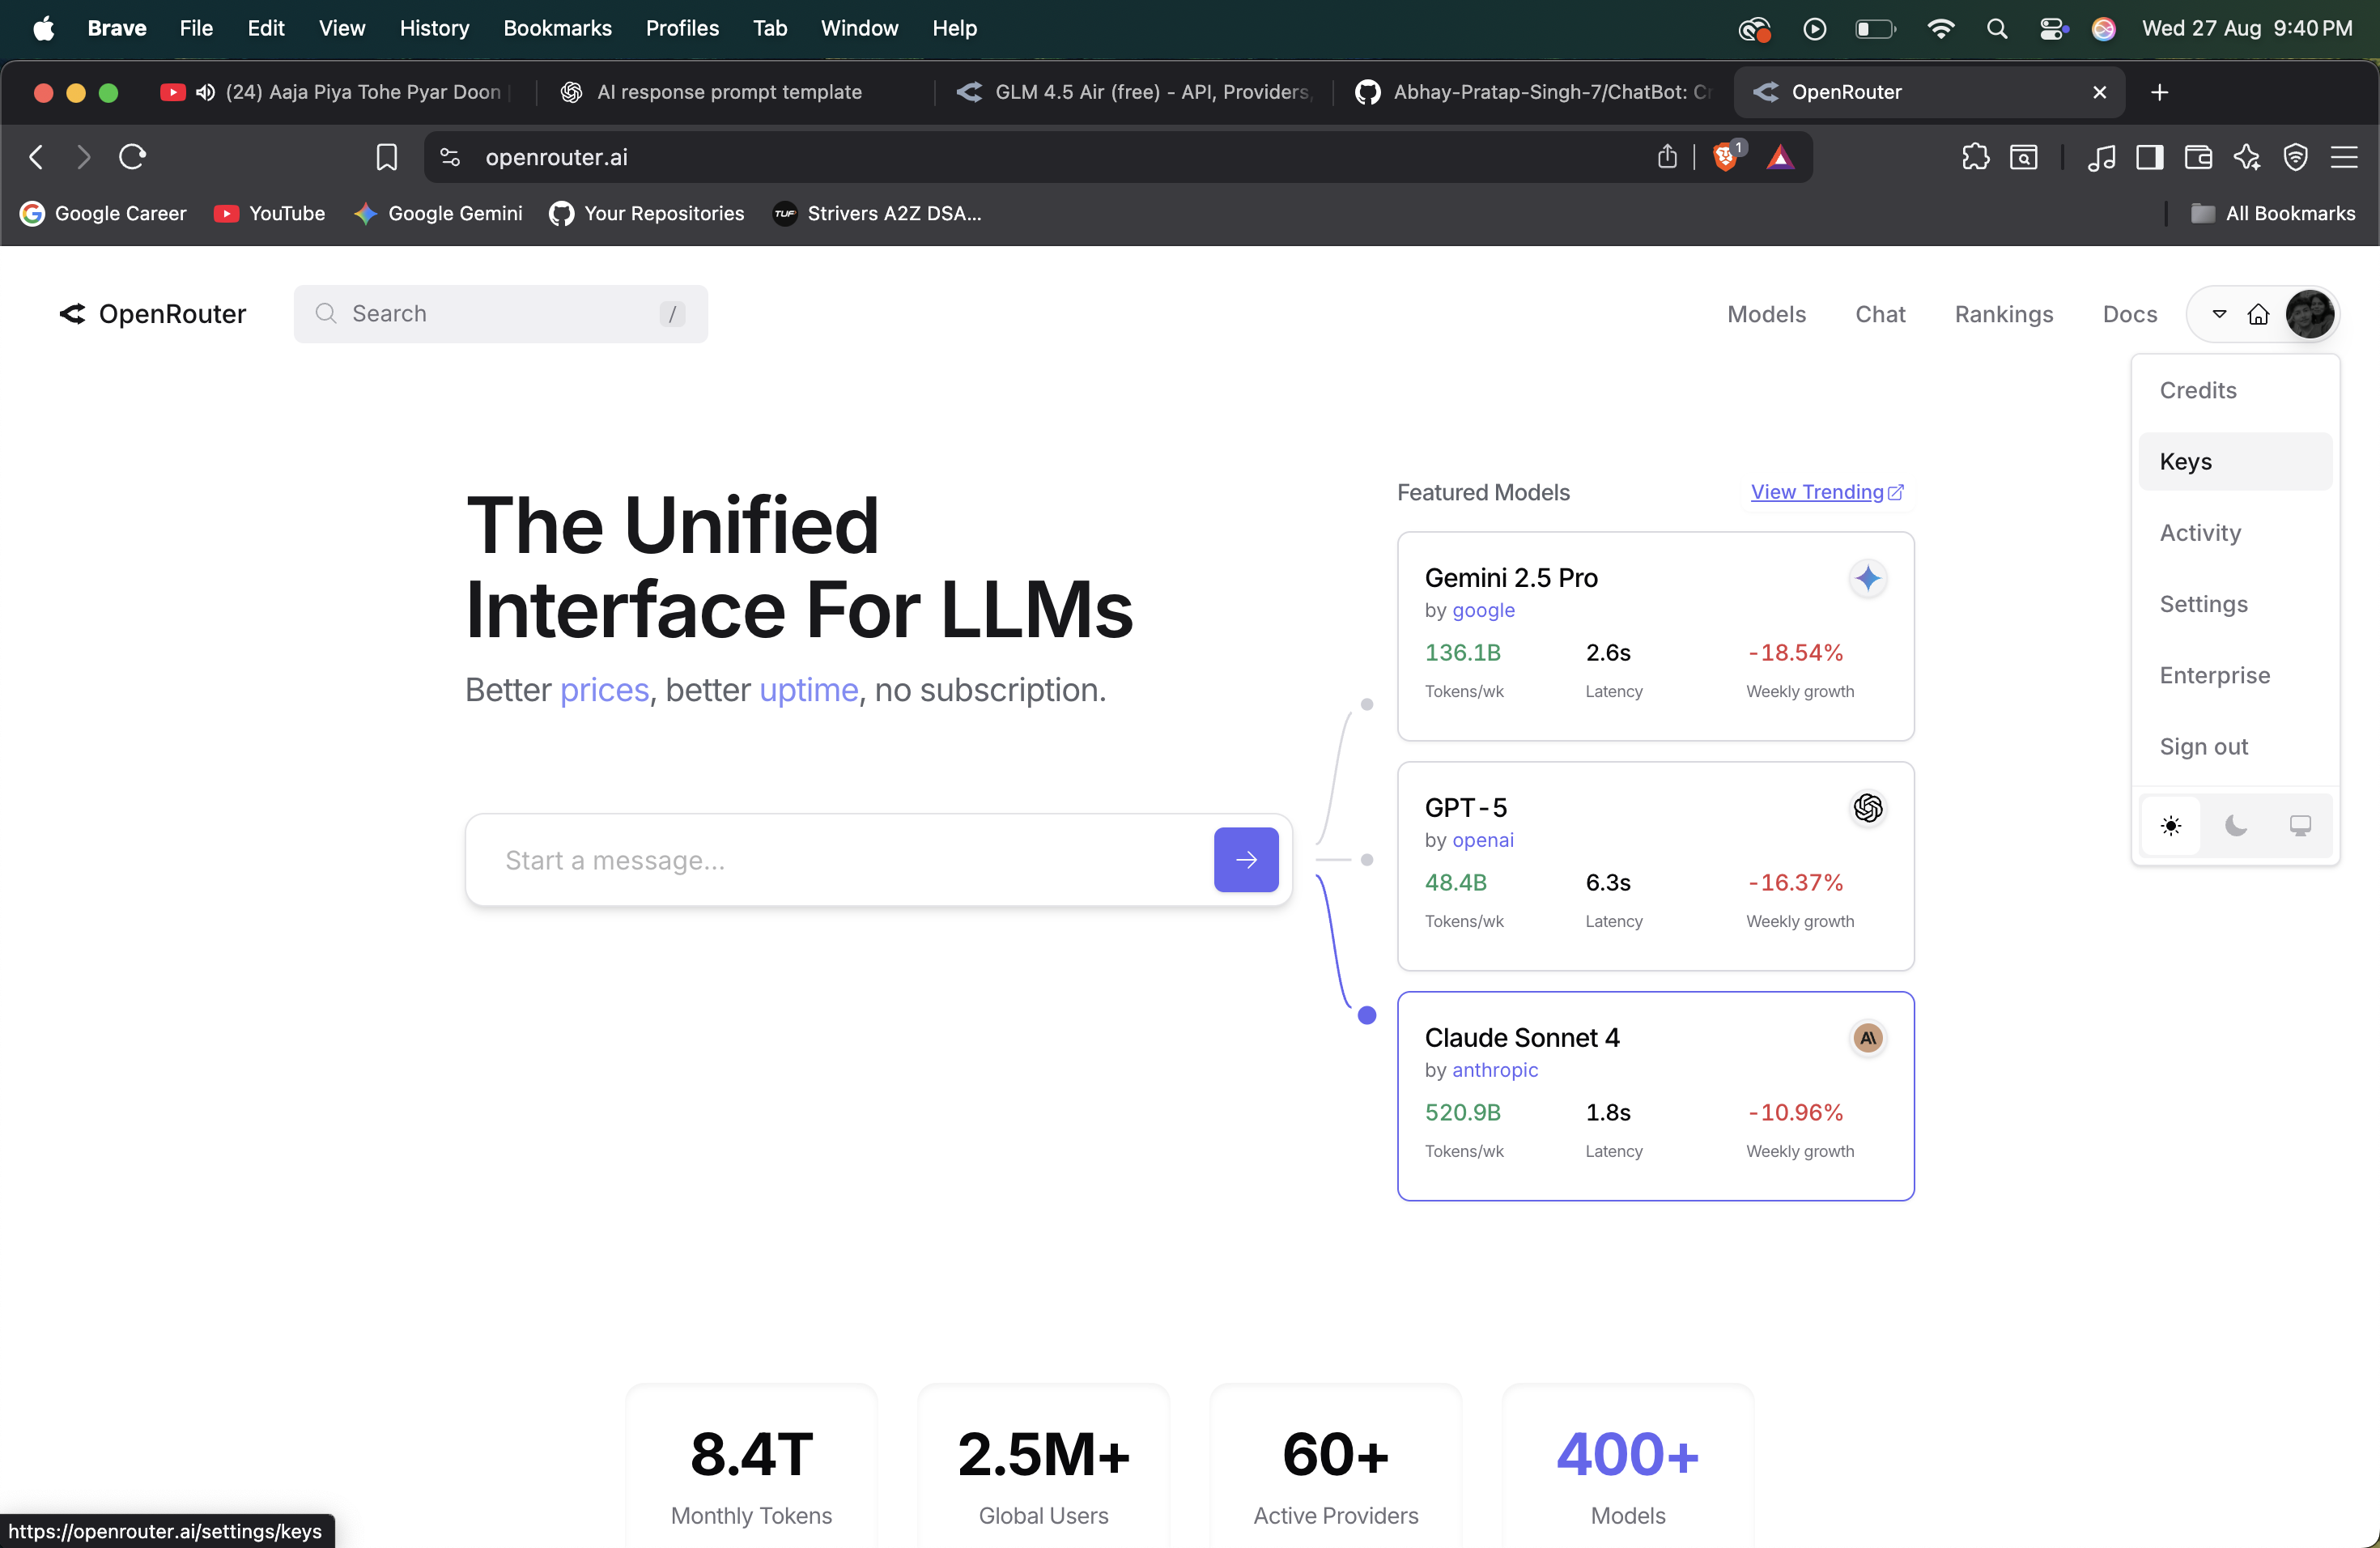 Brave File Edit View History Bookmarks Profiles Tab Window Help Wed 27 Aug 9:40 PM
(24) Aaja Piya Tohe Pyar Doon
AI response prompt template
GLM 4.5 Air (free) - API, Providers,
Abhay-Pratap-Singh-7/ChatBot: Cr
OpenRouter
openrouter.ai
1
Google Career
YouTube
Google Gemini
Your Repositories
TUF
Strivers A2Z DSA...
All Bookmarks
OpenRouter
Search /
Models
Chat
Rankings
Docs
Credits
Keys
Activity
Settings
Enterprise
Sign out
The Unified
Interface For LLMs
Better prices, better uptime, no subscription.
Start a message...
Featured Models
View Trending
Gemini 2.5 Pro
by google
136.1B 2.6s -18.54%
Tokens/wk Latency Weekly growth
GPT-5
by openai
48.4B 6.3s -16.37%
Tokens/wk Latency Weekly growth
Claude Sonnet 4
by anthropic
520.9B 1.8s -10.96%
Tokens/wk Latency Weekly growth
8.4T
Monthly Tokens
2.5M+
Global Users
60+
Active Providers
400+
Models
https://openrouter.ai/settings/keys